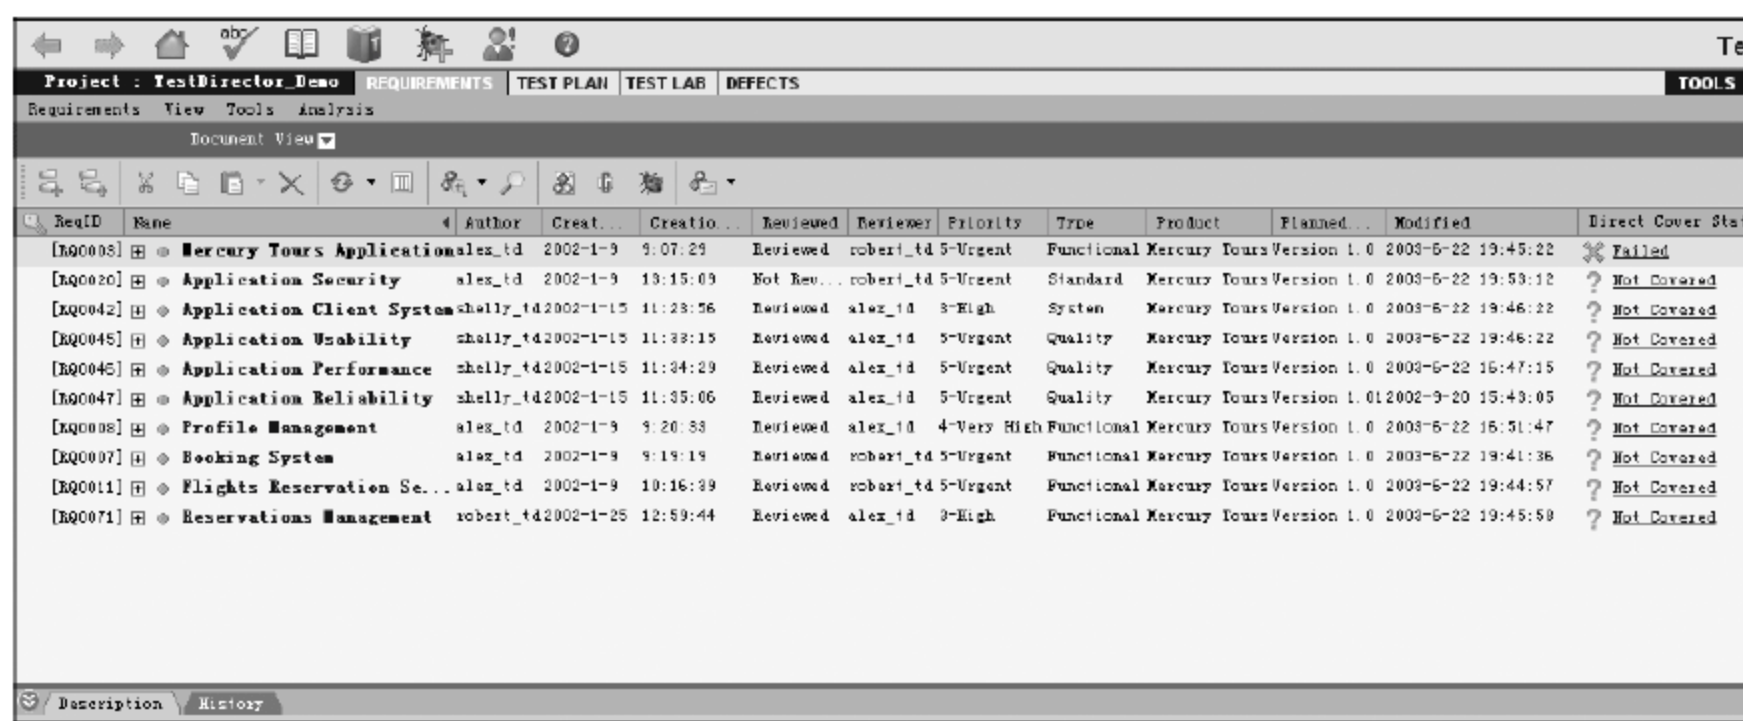 abc
Te
Project : TestDirector_Demo REQUIREMENTS TEST PLAN TEST LAB DEFECTS TOOLS
Requirements View Tools Analysis
Document View
ReqID Name Author Creat... Creatio... Reviewed Reviewer Priority Type Product Planned... Modified Direct Cover Sta
[RQ0003] Mercury Tours Application alex_td 2002-1-9 9:07:29 Reviewed robert_td 5-Urgent Functional Mercury Tours Version 1.0 2003-6-22 19:45:22 Failed
[RQ0020] Application Security alex_td 2002-1-9 13:15:09 Not Rev... robert_td 5-Urgent Standard Mercury Tours Version 1.0 2003-6-22 19:53:12 Not Covered
[RQ0042] Application Client System shelly_td 2002-1-15 11:28:56 Reviewed alex_td 3-High System Mercury Tours Version 1.0 2003-6-22 19:46:22 Not Covered
[RQ0045] Application Usability shelly_td 2002-1-15 11:33:15 Reviewed alex_td 5-Urgent Quality Mercury Tours Version 1.0 2003-6-22 19:46:22 Not Covered
[RQ0046] Application Performance shelly_td 2002-1-15 11:34:29 Reviewed alex_td 5-Urgent Quality Mercury Tours Version 1.0 2003-6-22 16:47:15 Not Covered
[RQ0047] Application Reliability shelly_td 2002-1-15 11:35:06 Reviewed alex_td 5-Urgent Quality Mercury Tours Version 1.01 2002-9-20 15:43:05 Not Covered
[RQ0008] Profile Management alex_td 2002-1-9 9:20:33 Reviewed alex_td 4-Very High Functional Mercury Tours Version 1.0 2003-6-22 16:51:47 Not Covered
[RQ0007] Booking System alex_td 2002-1-9 9:19:19 Reviewed robert_td 5-Urgent Functional Mercury Tours Version 1.0 2003-6-22 19:41:36 Not Covered
[RQ0011] Flights Reservation Se... alex_td 2002-1-9 10:16:39 Reviewed robert_td 5-Urgent Functional Mercury Tours Version 1.0 2003-6-22 19:44:57 Not Covered
[RQ0071] Reservations Management robert_td 2002-1-25 12:59:44 Reviewed alex_td 3-High Functional Mercury Tours Version 1.0 2003-6-22 19:45:58 Not Covered
Description History